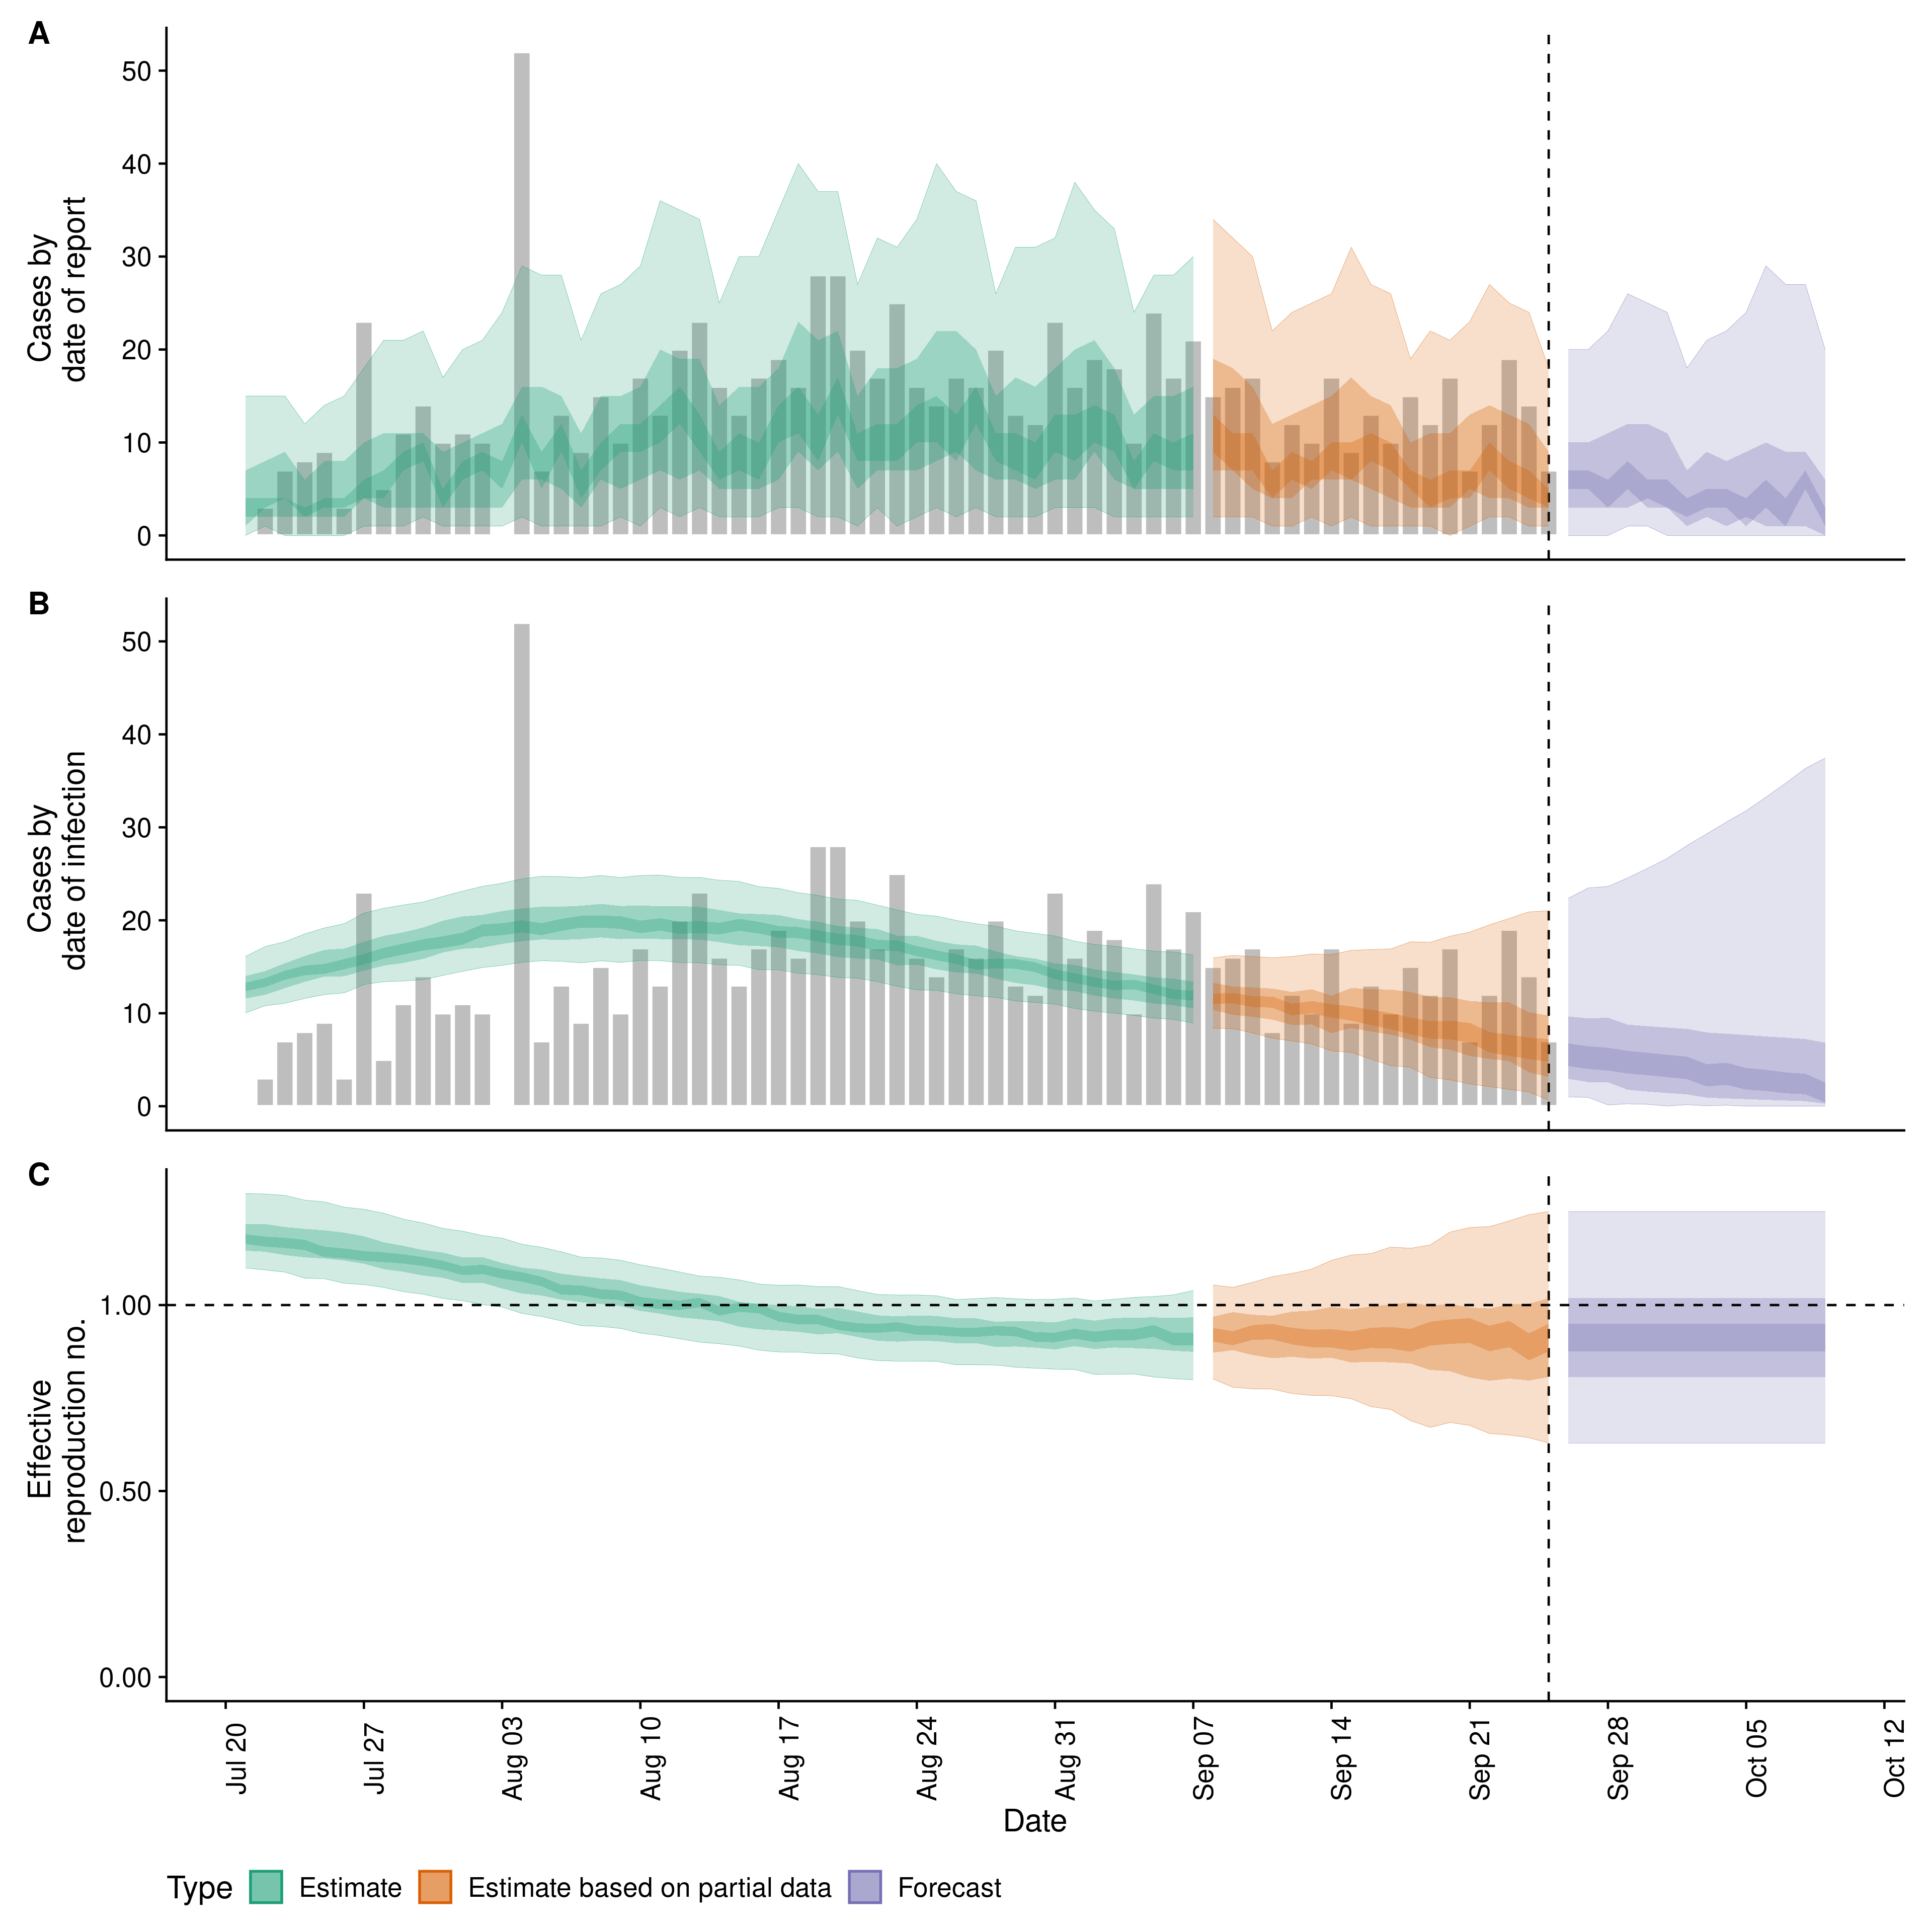 A
50
40
30
20
10
0
Cases by
date of report
B
50
40
30
20
10
0
Cases by
date of infection
C
1.00
0.50
0.00
Effective
reproduction no.
Jul 20
Jul 27
Aug 03
Aug 10
Aug 17
Aug 24
Aug 31
Sep 07
Sep 14
Sep 21
Sep 28
Oct 05
Oct 12
Date
Type Estimate Estimate based on partial data Forecast